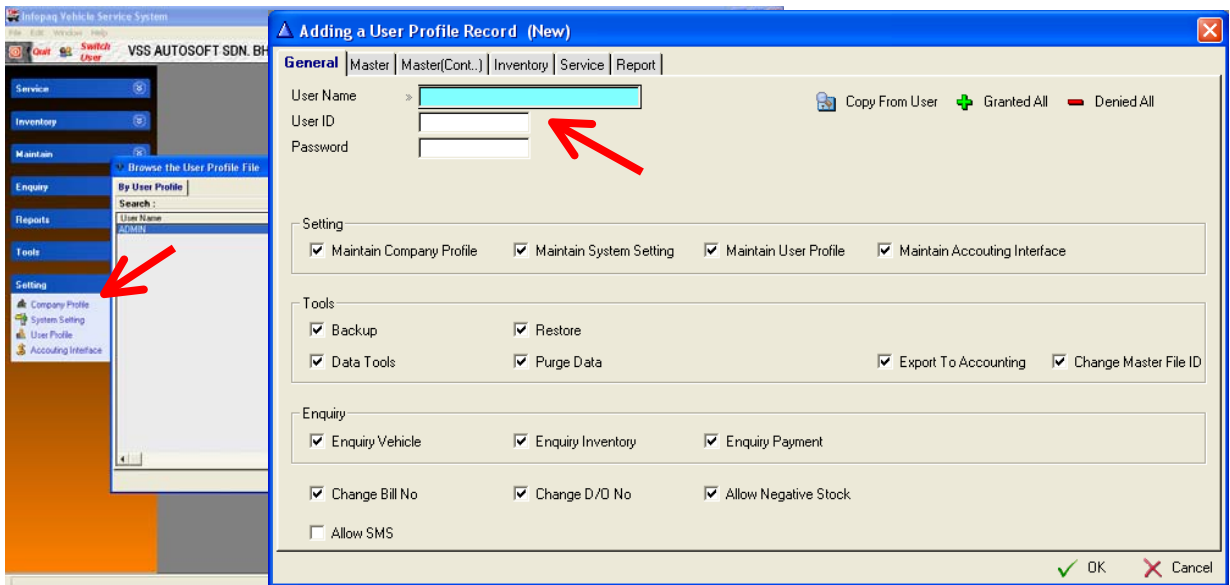 Infopaq Vehicle Service System
File Edit Window Help
Quit Switch User VSS AUTOSOFT SDN. BH
Service
Inventory
Maintain
Enquiry
Reports
Tools
Setting
Company Profile
System Setting
User Profile
Accouting Interface
Browse the User Profile File
By User Profile
Search :
User Name
ADMIN
Adding a User Profile Record (New)
General Master Master(Cont..) Inventory Service Report
User Name » Copy From User Granted All Denied All
User ID
Password
Setting
Maintain Company Profile Maintain System Setting Maintain User Profile Maintain Accouting Interface
Tools
Backup Restore
Data Tools Purge Data Export To Accounting Change Master File ID
Enquiry
Enquiry Vehicle Enquiry Inventory Enquiry Payment
Change Bill No Change D/O No Allow Negative Stock
Allow SMS
OK Cancel